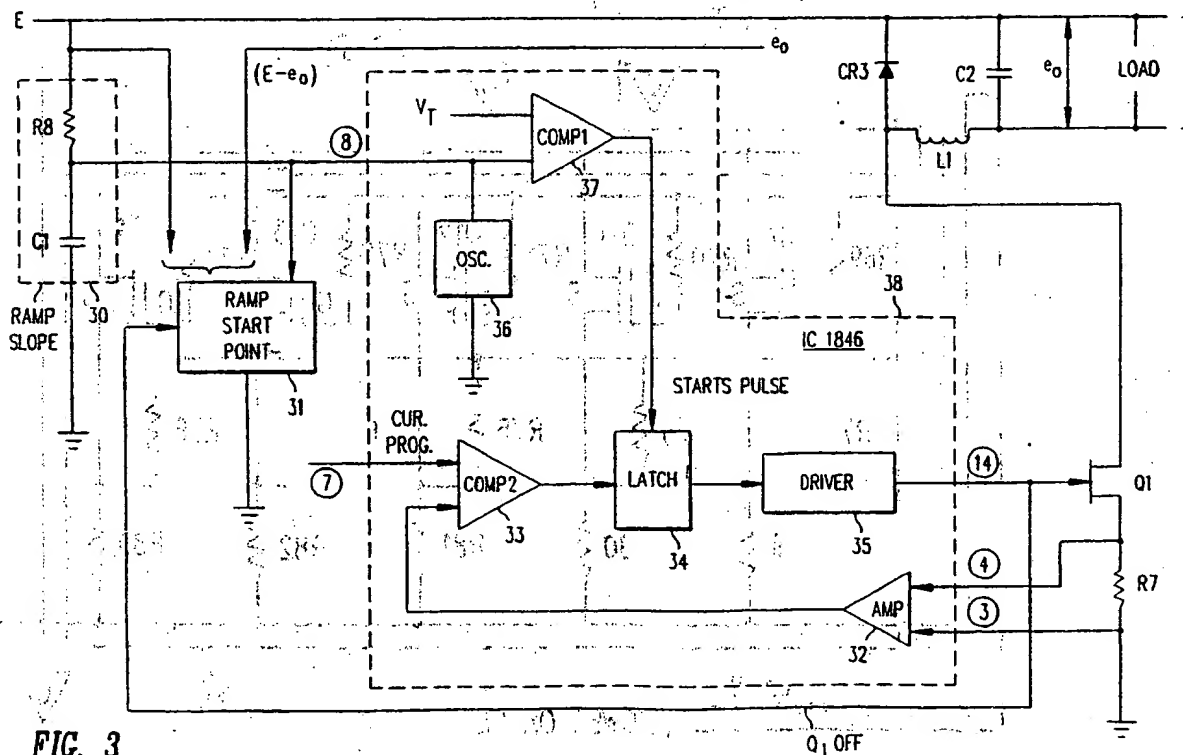 E
(E-e₀)
e₀
CR3
C2
e₀
LOAD
R8
V_T
COMP1
37
8
L1
C1
OSC.
36
RAMP
SLOPE
30
RAMP
START
POINT
31
38
IC 1846
STARTS PULSE
CUR.
PROG.
7
COMP2
33
LATCH
34
DRIVER
35
14
Q1
4
R7
3
AMP
32
Q₁ OFF
FIG. 3